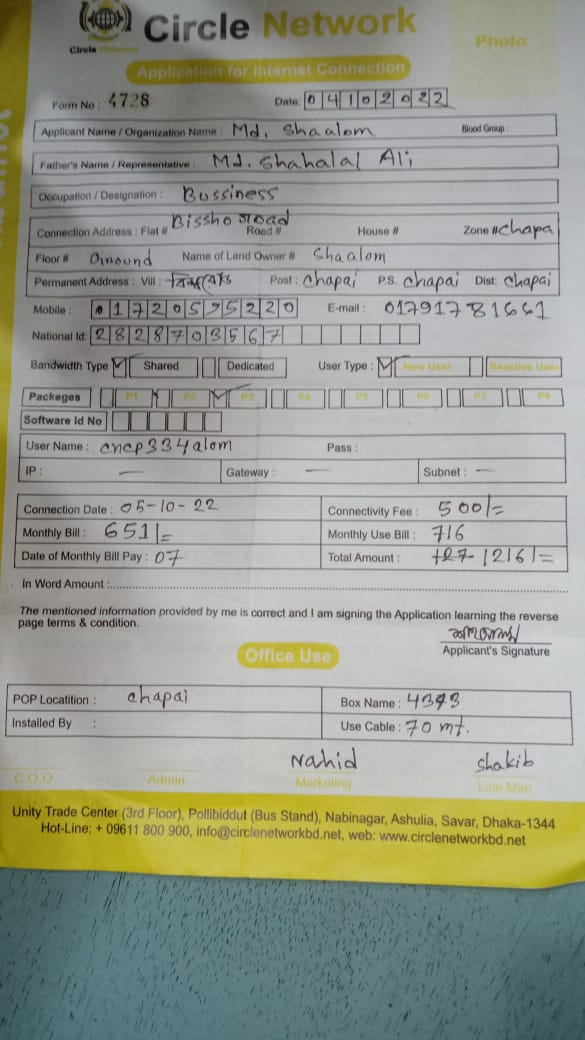 Circle Network
Circle Network
Photo
Application for Internet Connection
Form No : 4728
Date: 04102022
Applicant Name / Organization Name : Md. Shaalom Blood Group :
Father's Name / Representative : Md. Shahalal Ali
Occupation / Designation : Bussiness
Connection Address : Flat # Bissho Road Road # House # Zone # Chapa
Floor # Name of Land Owner # Shaalom
Permanent Address : Vill : Post : Chapai P.S. Chapai Dist: Chapai
Mobile : 01720595220 E-mail : 01791781661
National Id: 2828703567
Bandwidth Type Shared Dedicated User Type : New User Reactive User
Packeges P1 P2 P3 P4 P5 P6 P7 P8
Software Id No
User Name : cncp334alom Pass :
IP : — Gateway : — Subnet : —
Connection Date : 05-10-22 Connectivity Fee : 500/=
Monthly Bill : 651/= Monthly Use Bill : 716
Date of Monthly Bill Pay : 07 Total Amount : 1216/=
In Word Amount :
The mentioned information provided by me is correct and I am signing the Application learning the reverse
page terms & condition.
Applicant's Signature
Office Use
POP Locatition : chapai Box Name : 4393
Installed By : Use Cable : 70 mt.
Nahid Shakib
C.O.O Admin Marketing Line Man
Unity Trade Center (3rd Floor), Pollibiddut (Bus Stand), Nabinagar, Ashulia, Savar, Dhaka-1344
Hot-Line: + 09611 800 900, info@circlenetworkbd.net, web: www.circlenetworkbd.net